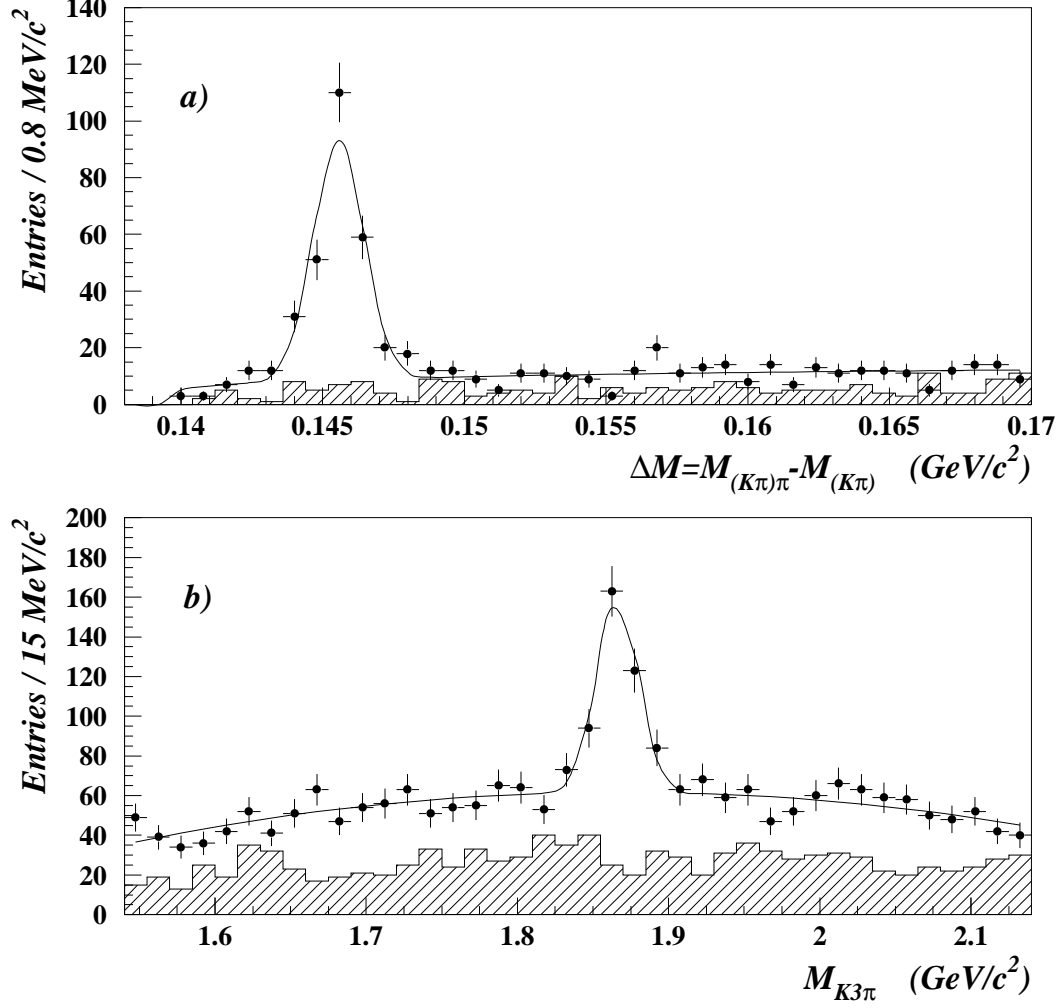 Entries / 0.8 MeV/c²
140
120
100
80
60
40
20
0
a)
0.14 0.145 0.15 0.155 0.16 0.165 0.17
ΔM=M(Kπ)π-M(Kπ) (GeV/c²)
Entries / 15 MeV/c²
200
180
160
140
120
100
80
60
40
20
0
b)
1.6 1.7 1.8 1.9 2 2.1
MK3π (GeV/c²)